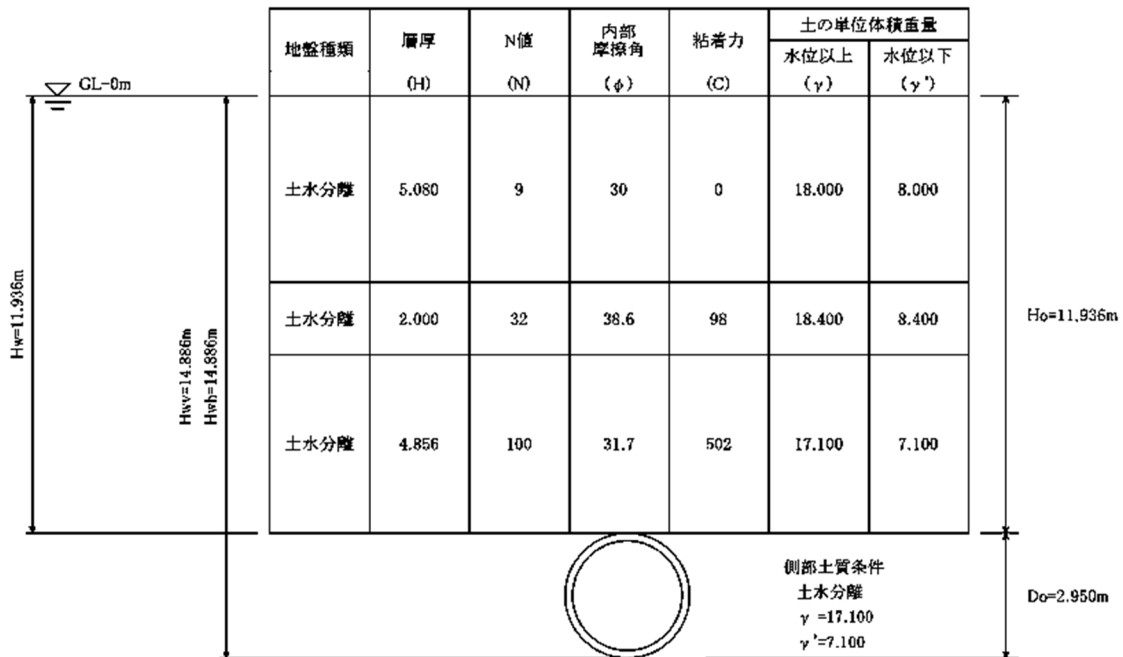 地盤種類 層厚 (H) N値 (N) 内部摩擦角 (φ) 粘着力 (C) 土の単位体積重量
水位以上 (γ) 水位以下 (γ')
GL-0m
土水分離 5.080 9 30 0 18.000 8.000
土水分離 2.000 32 38.6 98 18.400 8.400
土水分離 4.856 100 31.7 502 17.100 7.100
Hw=11.936m
Hwv=14.886m
Hwh=14.886m
Ho=11.936m
側部土質条件
土水分離
γ =17.100
γ'=7.100
Do=2.950m